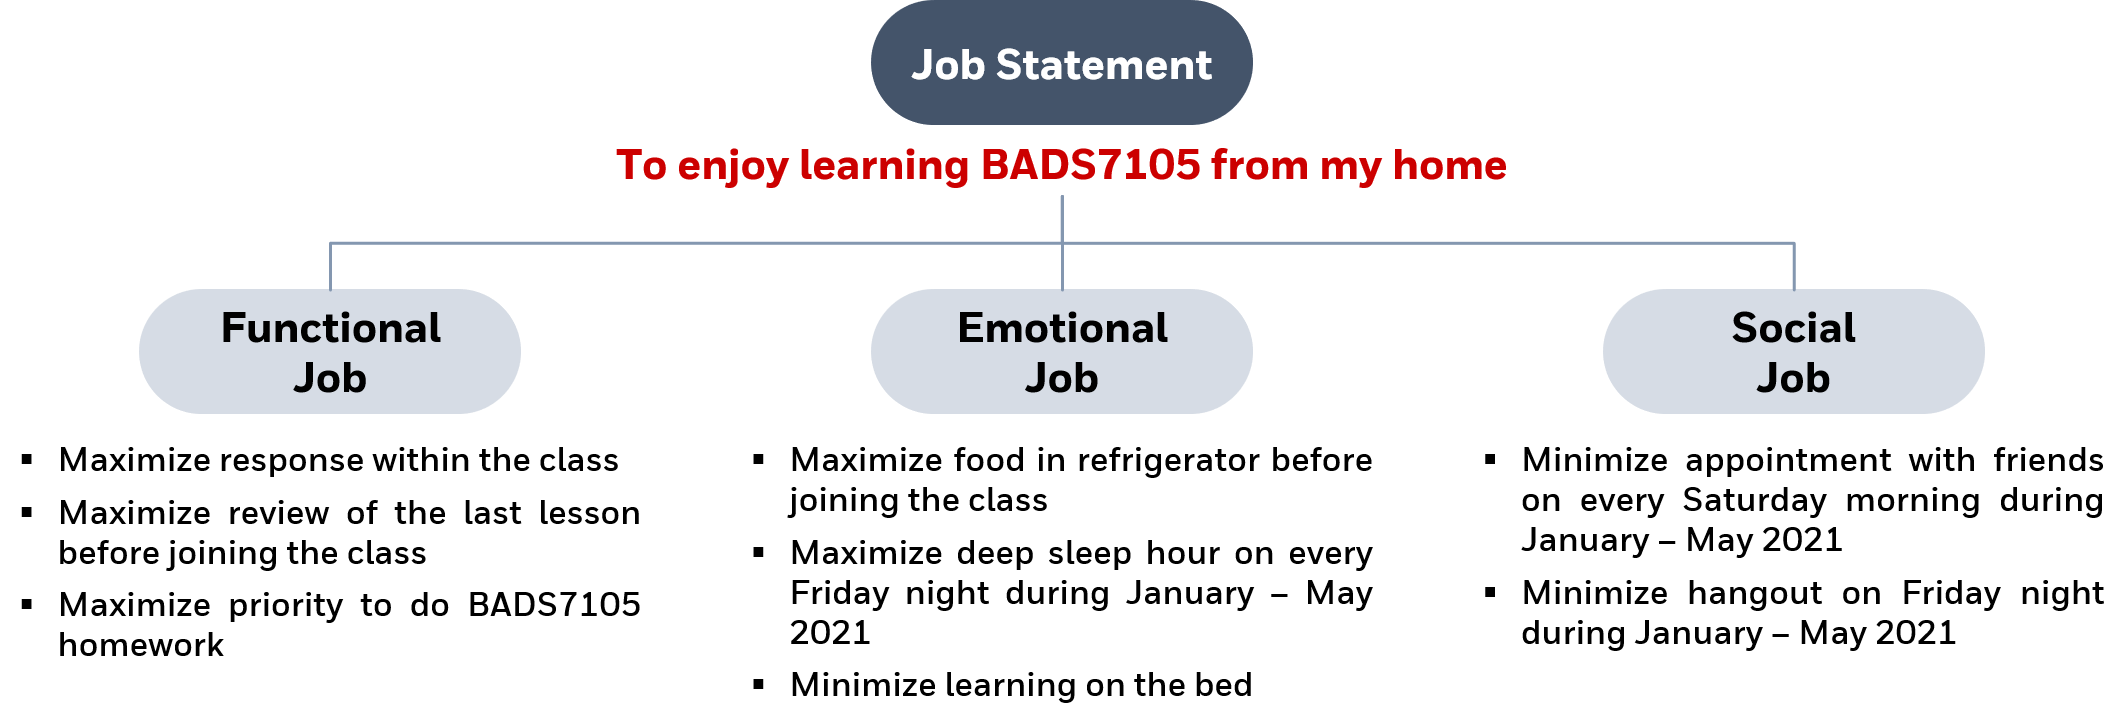 Job Statement
To enjoy learning BADS7105 from my home
Functional
Job
▪ Maximize response within the class
▪ Maximize review of the last lesson
before joining the class
▪ Maximize priority to do BADS7105
homework
Emotional
Job
▪ Maximize food in refrigerator before
joining the class
▪ Maximize deep sleep hour on every
Friday night during January – May
2021
▪ Minimize learning on the bed
Social
Job
▪ Minimize appointment with friends
on every Saturday morning during
January – May 2021
▪ Minimize hangout on Friday night
during January – May 2021